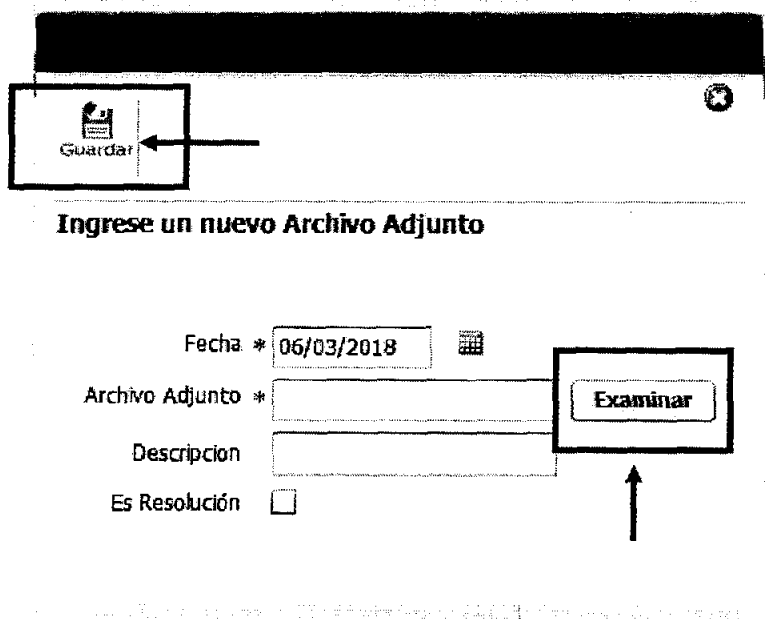 Guardar
Ingrese un nuevo Archivo Adjunto
Fecha * 06/03/2018
Archivo Adjunto * Examinar
Descripcion
Es Resolución